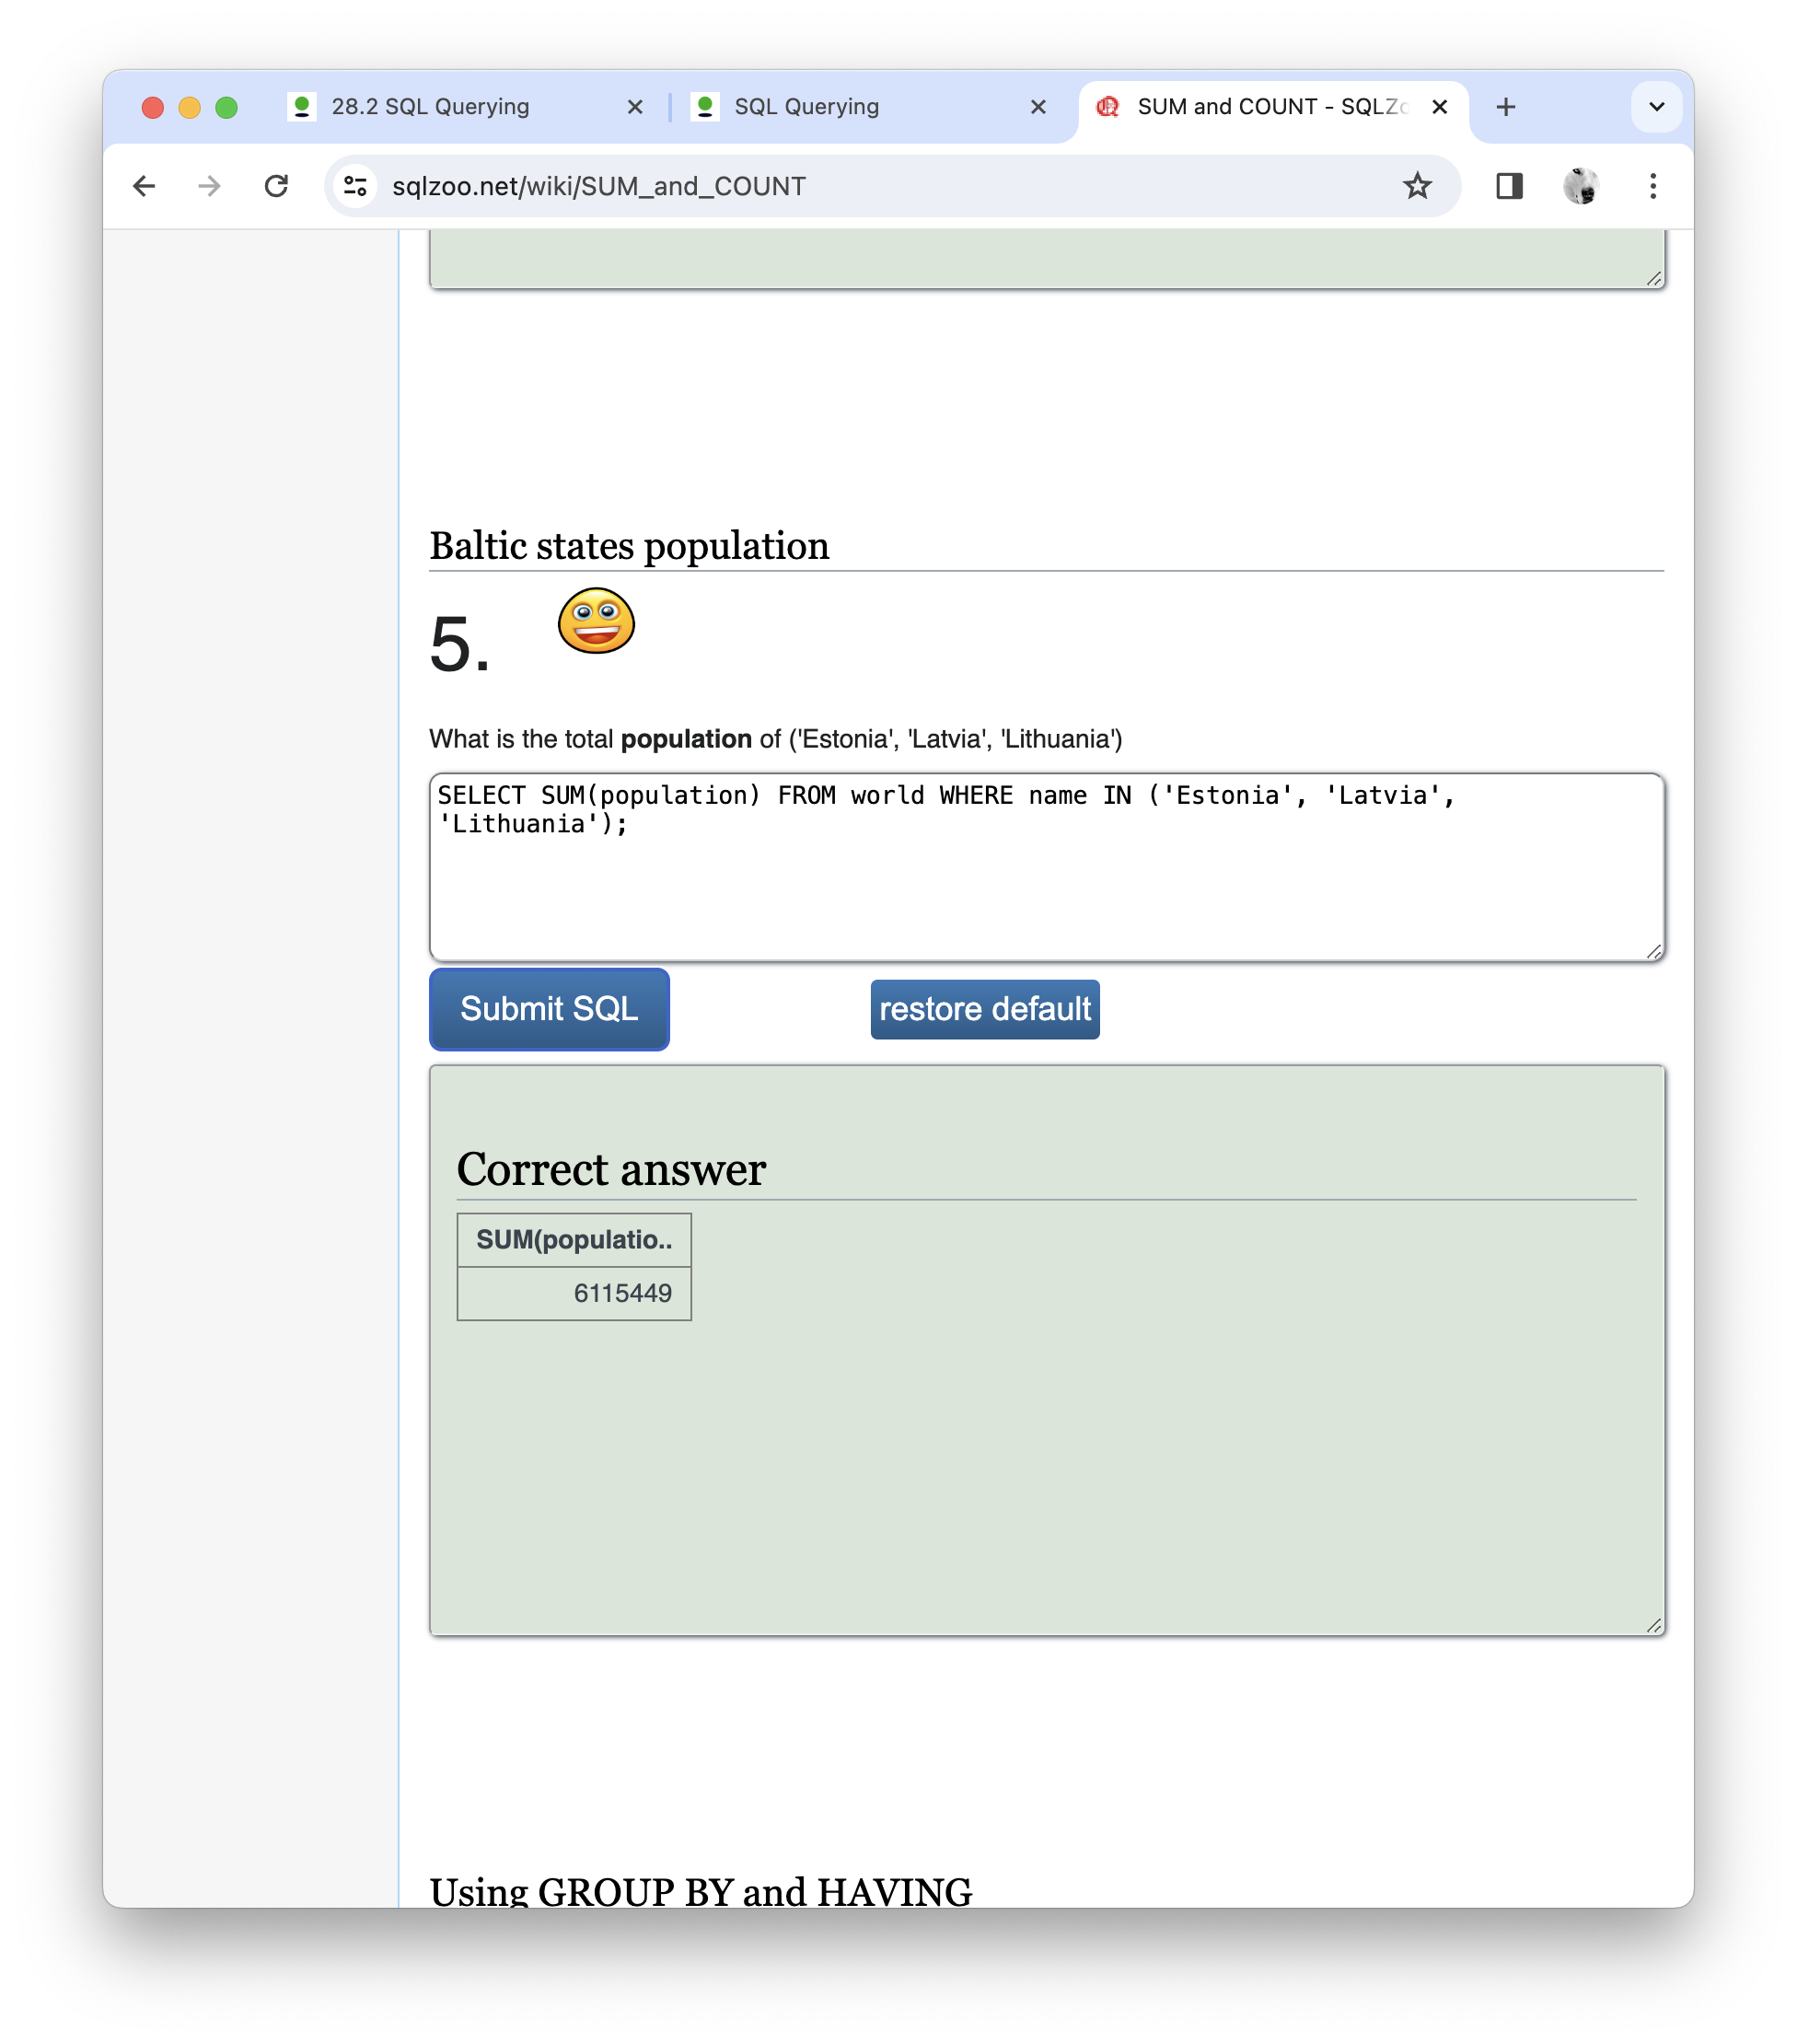 28.2 SQL Querying
SQL Querying
SUM and COUNT - SQLZo
sqlzoo.net/wiki/SUM_and_COUNT
Baltic states population
5.
What is the total population of ('Estonia', 'Latvia', 'Lithuania')
SELECT SUM(population) FROM world WHERE name IN ('Estonia', 'Latvia',
'Lithuania');
Submit SQL
restore default
Correct answer
SUM(populatio..
6115449
Using GROUP BY and HAVING